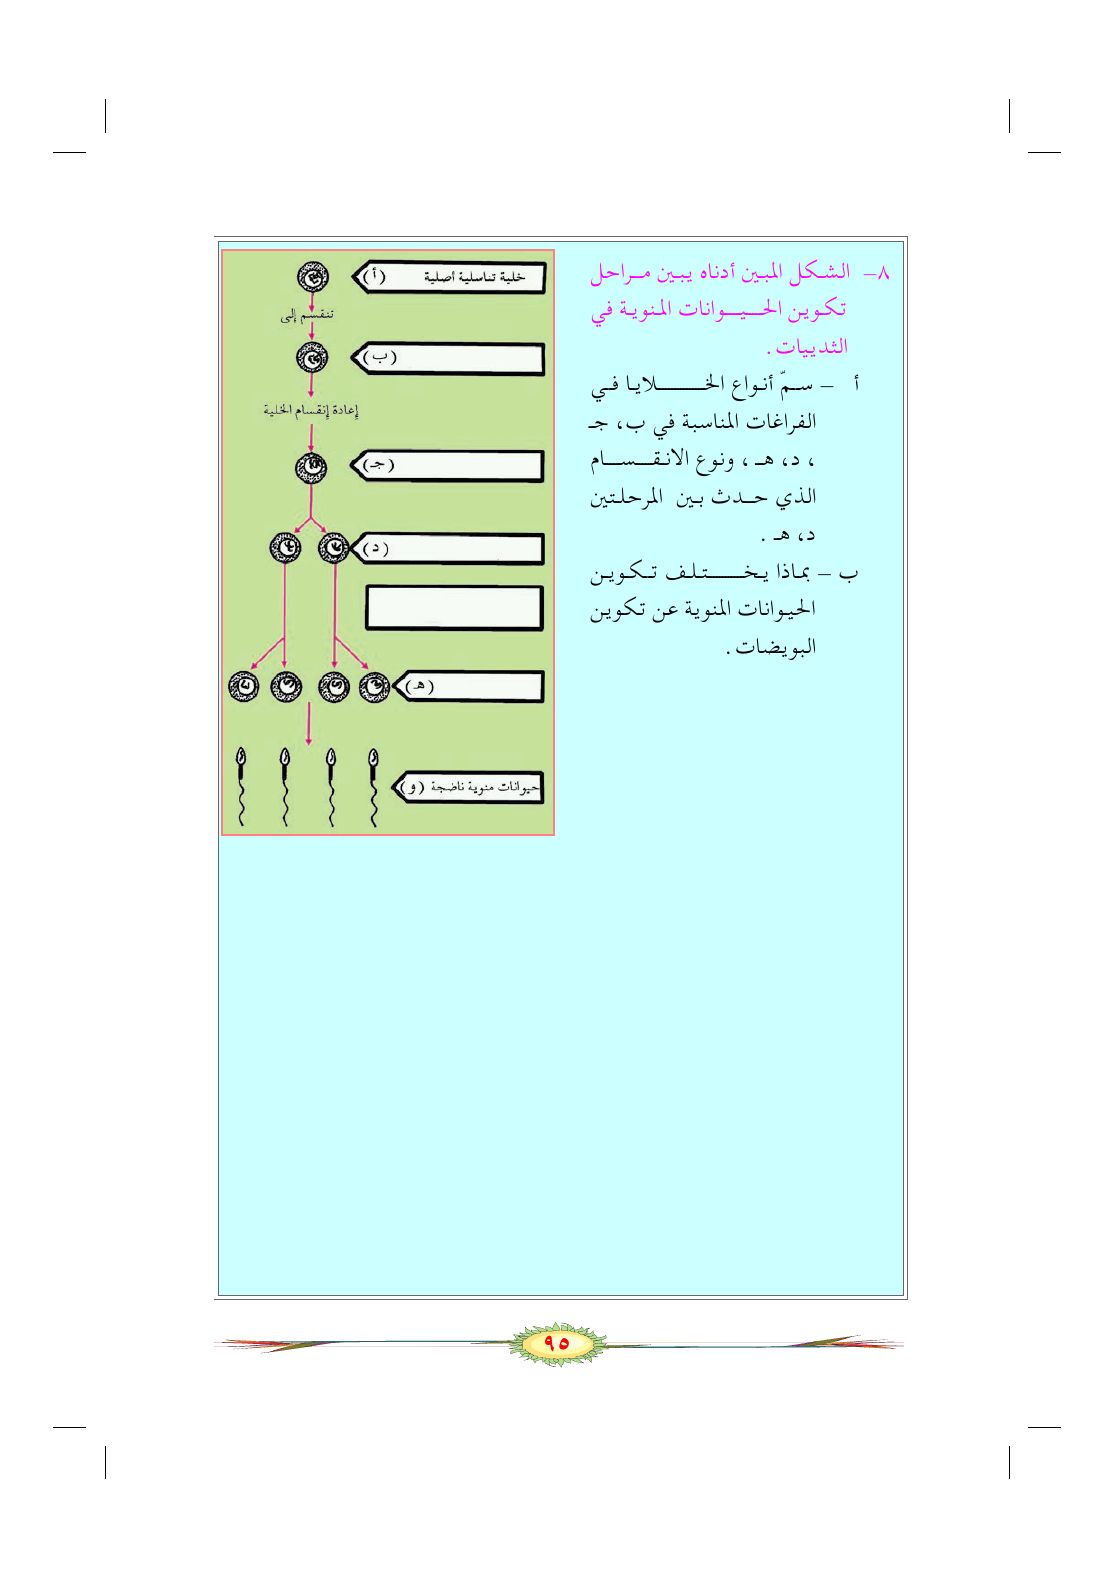 ٨– الشكل المبين أدناه يبين مراحل
تكوين الحيوانات المنوية في
الثدييات .
أ – سمّ أنواع الخلايا في
الفراغات المناسبة في ب، جـ
، د، هـ ، ونوع الانقسام
الذي حدث بين المرحلتين
د، هـ .
ب – بماذا يختلف تكوين
الحيوانات المنوية عن تكوين
البويضات .
خلية تناسلية أصلية (أ)
تنقسم إلى
(ب)
إعادة إنقسام الخلية
(جـ)
(د)
(هـ)
حيوانات منوية ناضجة (و)
٩٥